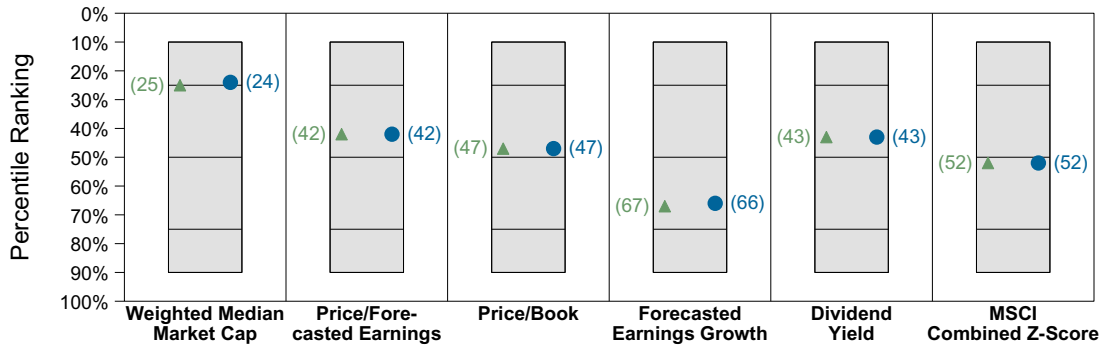 Percentile Ranking
0%
10%
20%
30%
40%
50%
60%
70%
80%
90%
100%
(25) (24)
(42) (42)
(47) (47)
(67) (66)
(43) (43)
(52) (52)
Weighted Median
Market Cap
Price/Fore-
casted Earnings
Price/Book
Forecasted
Earnings Growth
Dividend
Yield
MSCI
Combined Z-Score